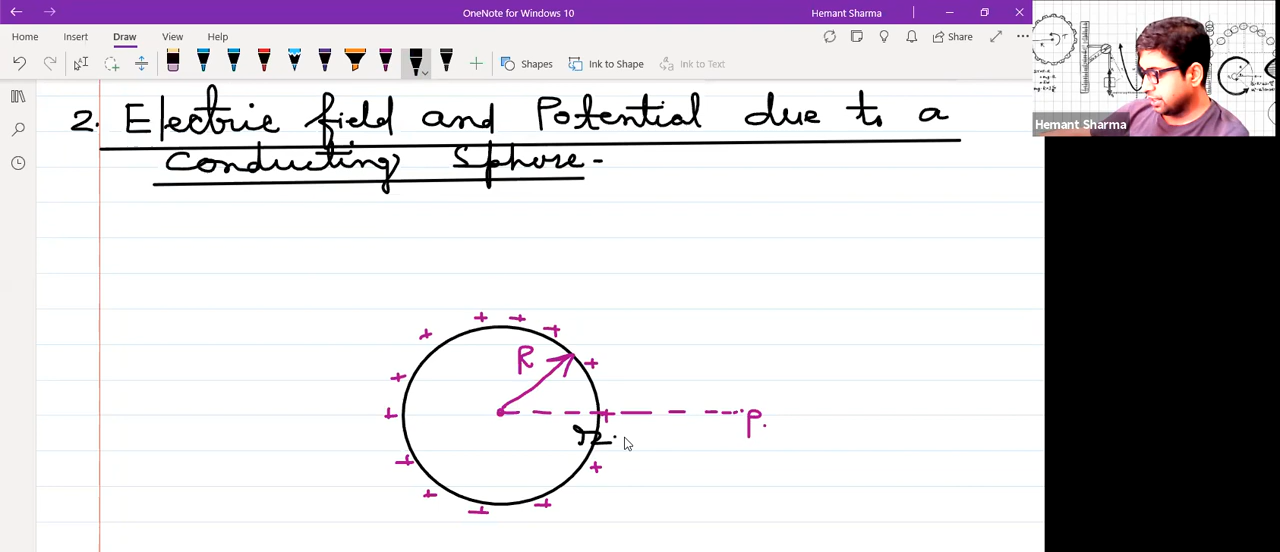 OneNote for Windows 10
Hemant Sharma
Home Insert Draw View Help
Share
Shapes
Ink to Shape
Ink to Text
2. Electric field and Potential due to a
Conducting Sphere-
R
P.
r
Hemant Sharma